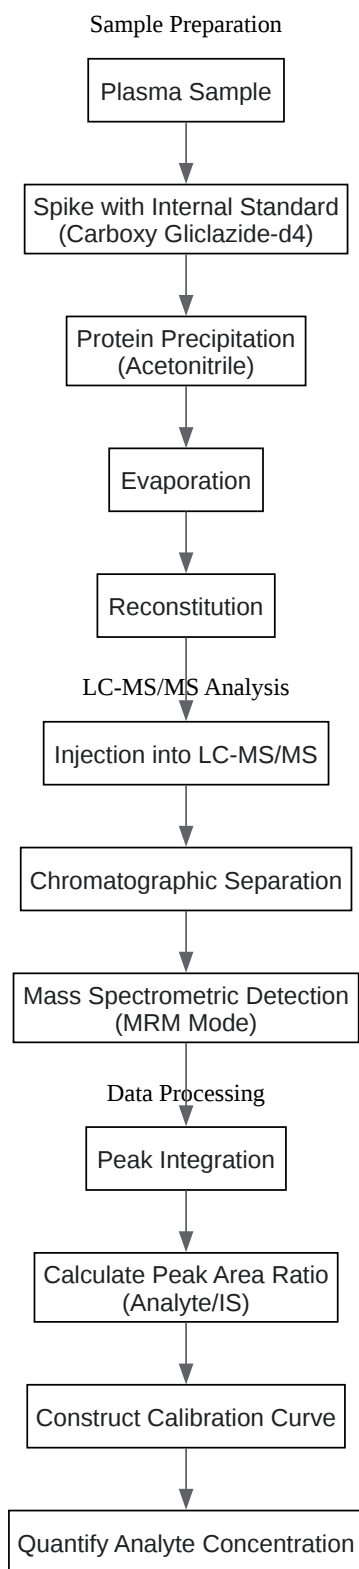 Sample Preparation
Plasma Sample
Spike with Internal Standard
(Carboxy Gliclazide-d4)
Protein Precipitation
(Acetonitrile)
Evaporation
Reconstitution
LC-MS/MS Analysis
Injection into LC-MS/MS
Chromatographic Separation
Mass Spectrometric Detection
(MRM Mode)
Data Processing
Peak Integration
Calculate Peak Area Ratio
(Analyte/IS)
Construct Calibration Curve
Quantify Analyte Concentration